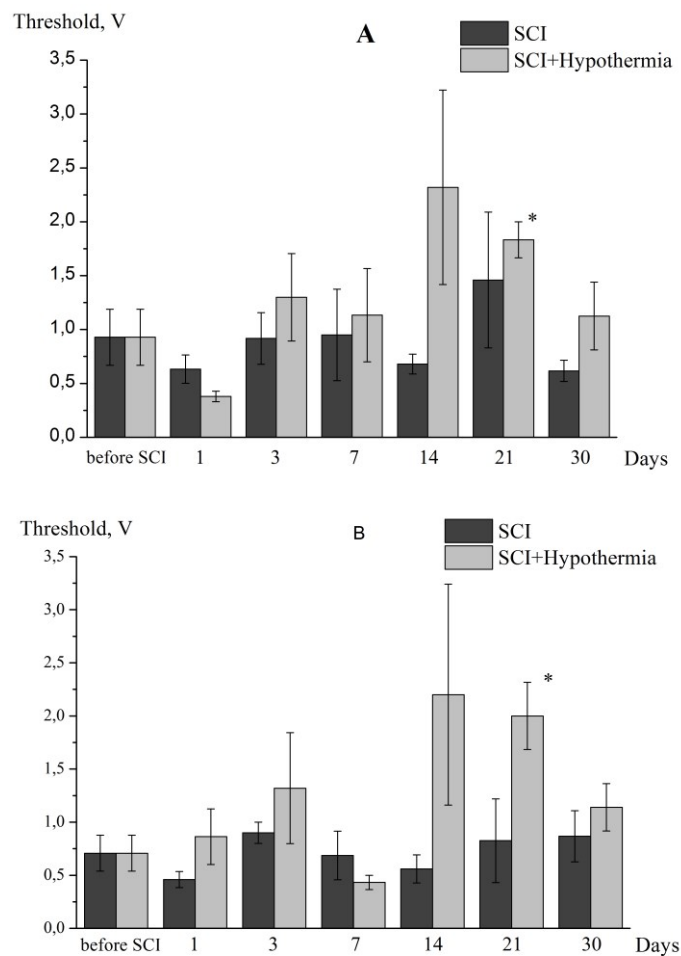 Threshold, V
A
SCI
SCI+Hypothermia
3,5
3,0
2,5
2,0
*
1,5
1,0
0,5
0,0
before SCI 1 3 7 14 21 30 Days
Threshold, V
B
SCI
SCI+Hypothermia
3,5
3,0
2,5
*
2,0
1,5
1,0
0,5
0,0
before SCI 1 3 7 14 21 30 Days